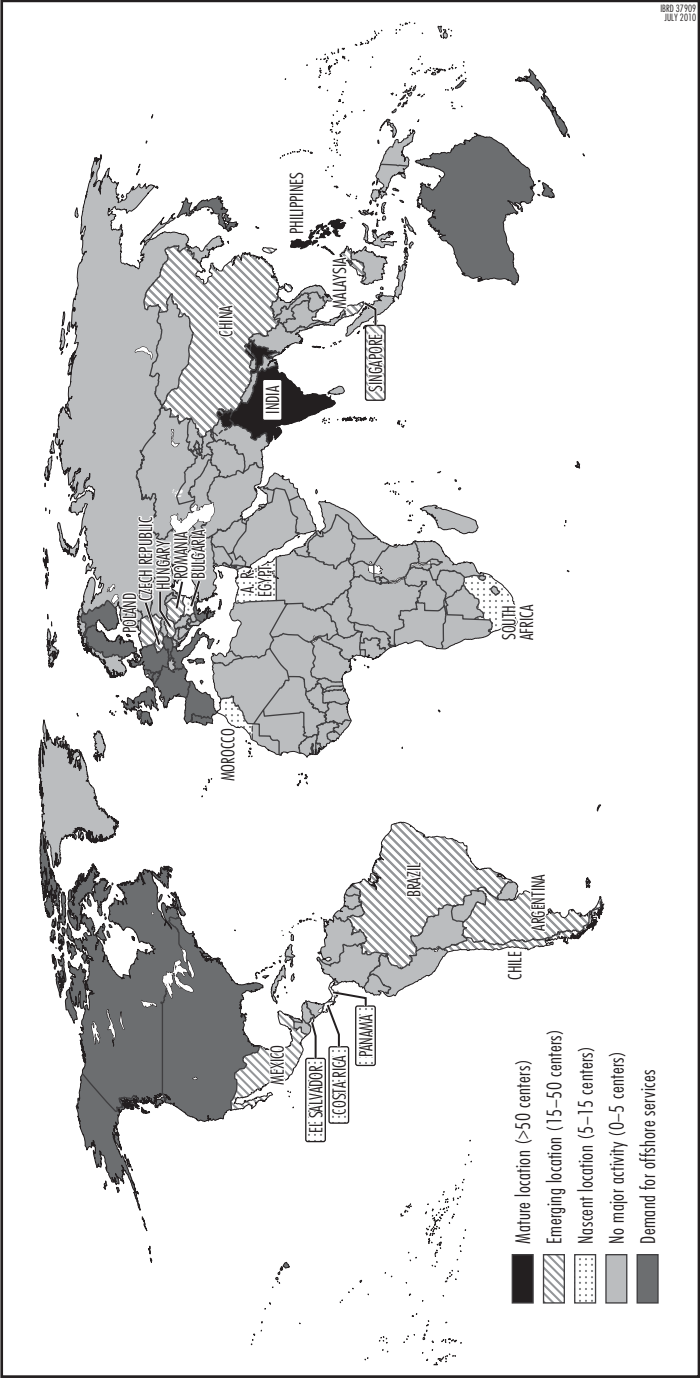 IBRD 37909
JULY 2010
POLAND
CZECH REPUBLIC
HUNGARY
ROMANIA
BULGARIA
CHINA
INDIA
PHILIPPINES
MALAYSIA
SINGAPORE
MOROCCO
A. R.
EGYPT
SOUTH
AFRICA
MEXICO
EL SALVADOR
COSTA RICA
PANAMA
BRAZIL
CHILE
ARGENTINA
Mature location (>50 centers)
Emerging location (15–50 centers)
Nascent location (5–15 centers)
No major activity (0–5 centers)
Demand for offshore services